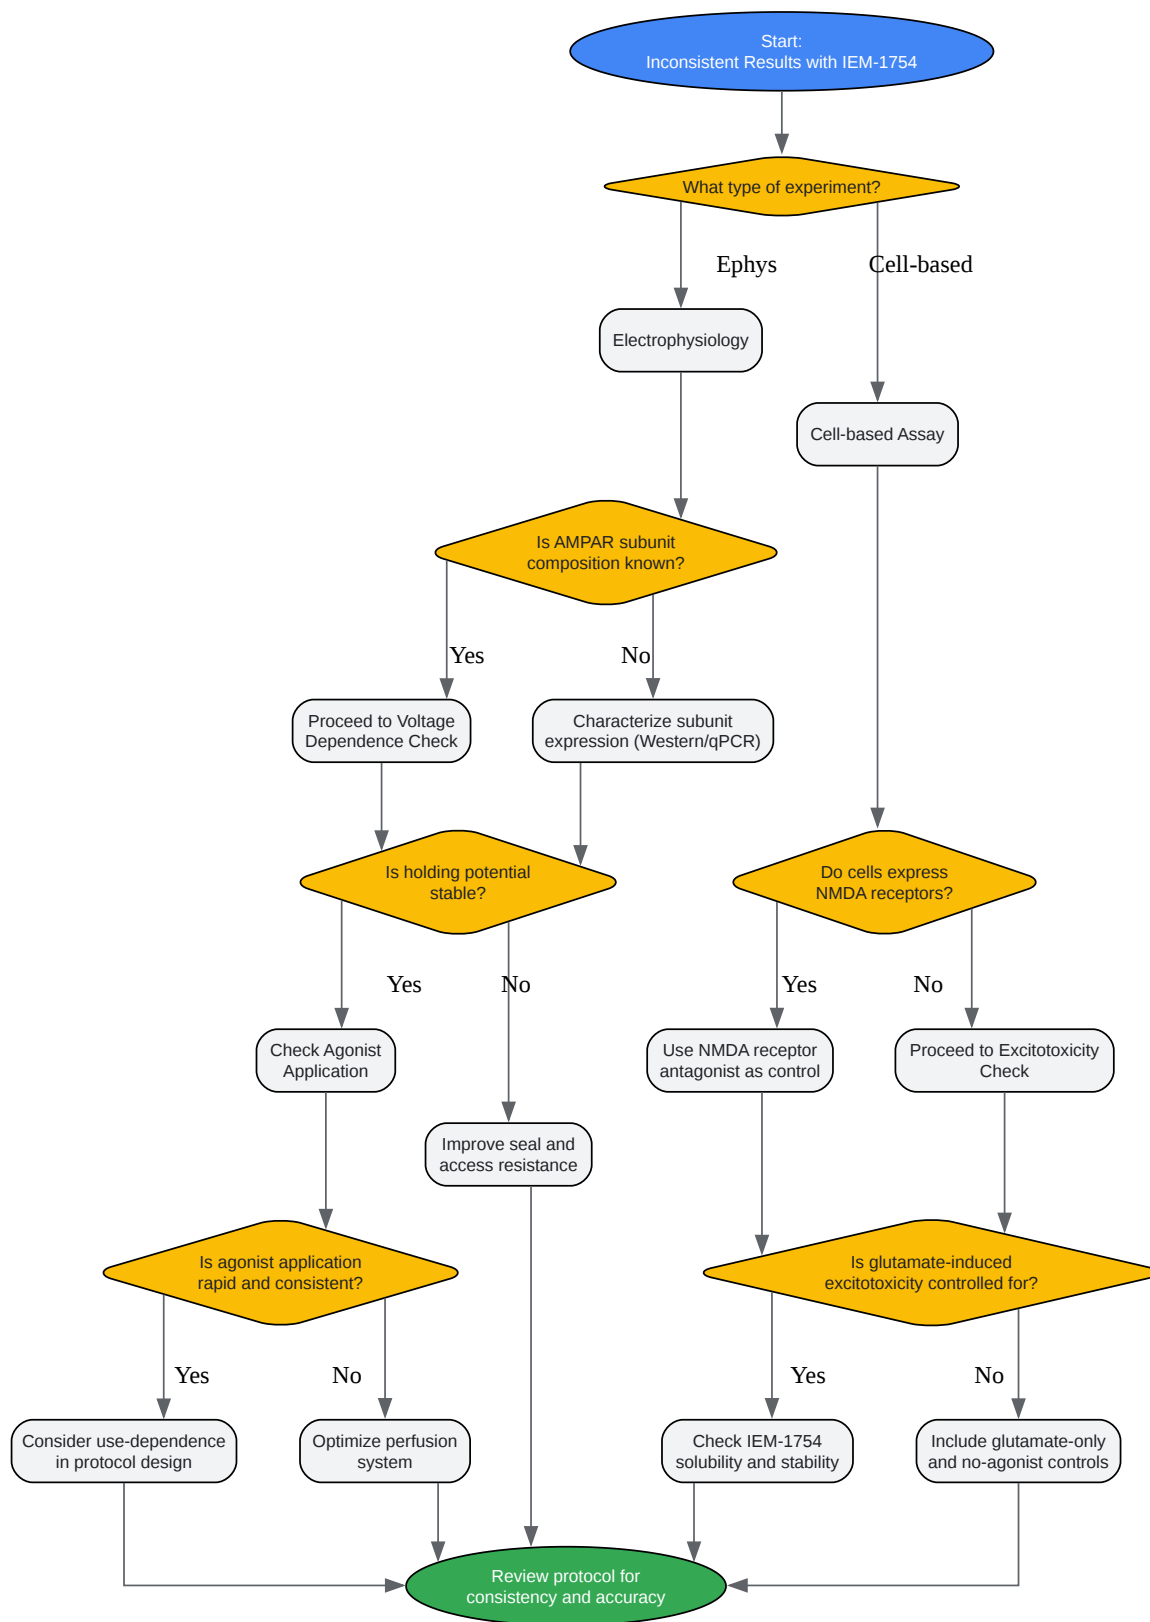 Start:
Inconsistent Results with IEM-1754
What type of experiment?
Ephys
Cell-based
Electrophysiology
Cell-based Assay
Is AMPAR subunit
composition known?
Yes
No
Proceed to Voltage
Dependence Check
Characterize subunit
expression (Western/qPCR)
Is holding potential
stable?
Do cells express
NMDA receptors?
Yes
No
Yes
No
Check Agonist
Application
Use NMDA receptor
antagonist as control
Proceed to Excitotoxicity
Check
Improve seal and
access resistance
Is agonist application
rapid and consistent?
Is glutamate-induced
excitotoxicity controlled for?
Yes
No
Yes
No
Consider use-dependence
in protocol design
Optimize perfusion
system
Check IEM-1754
solubility and stability
Include glutamate-only
and no-agonist controls
Review protocol for
consistency and accuracy